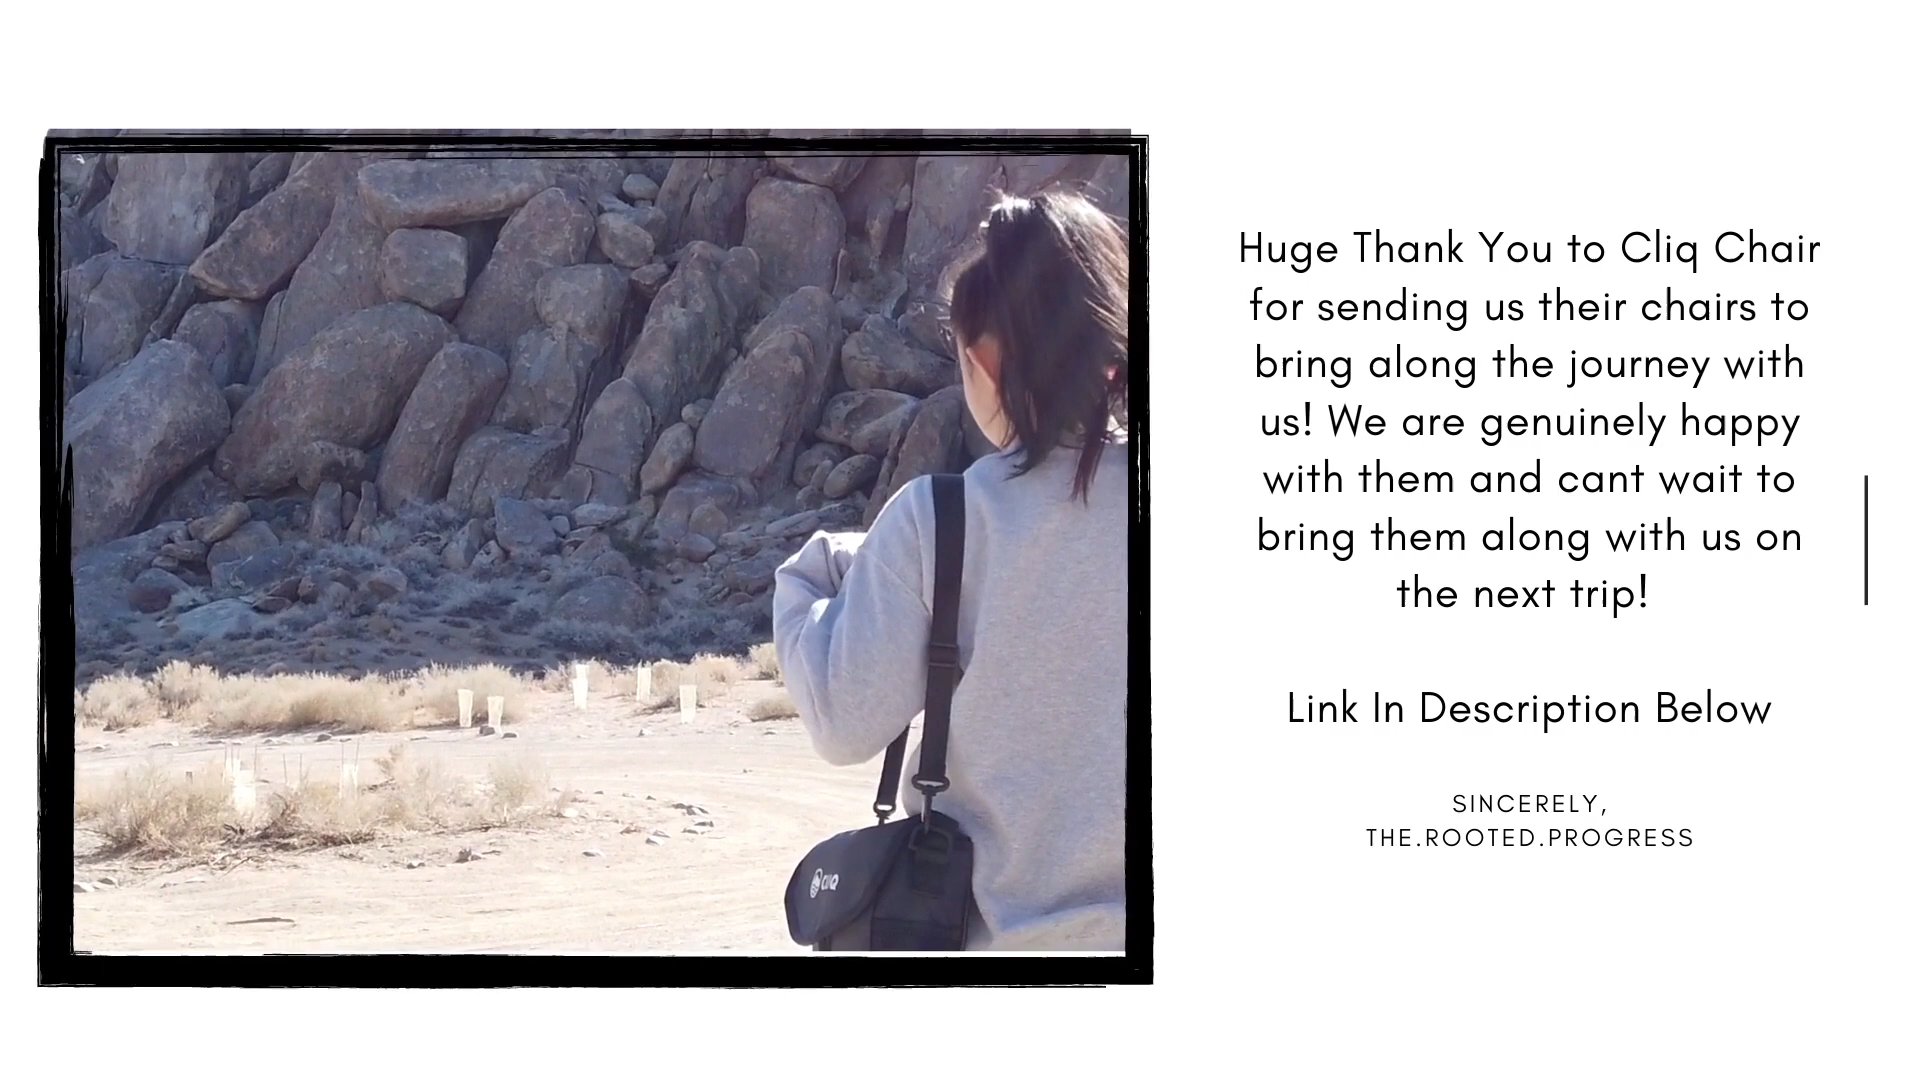 Huge Thank You to Cliq Chair
for sending us their chairs to
bring along the journey with
us! We are genuinely happy
with them and cant wait to
bring them along with us on
the next trip!
Link In Description Below
SINCERELY,
THE.ROOTED.PROGRESS
CLIQ